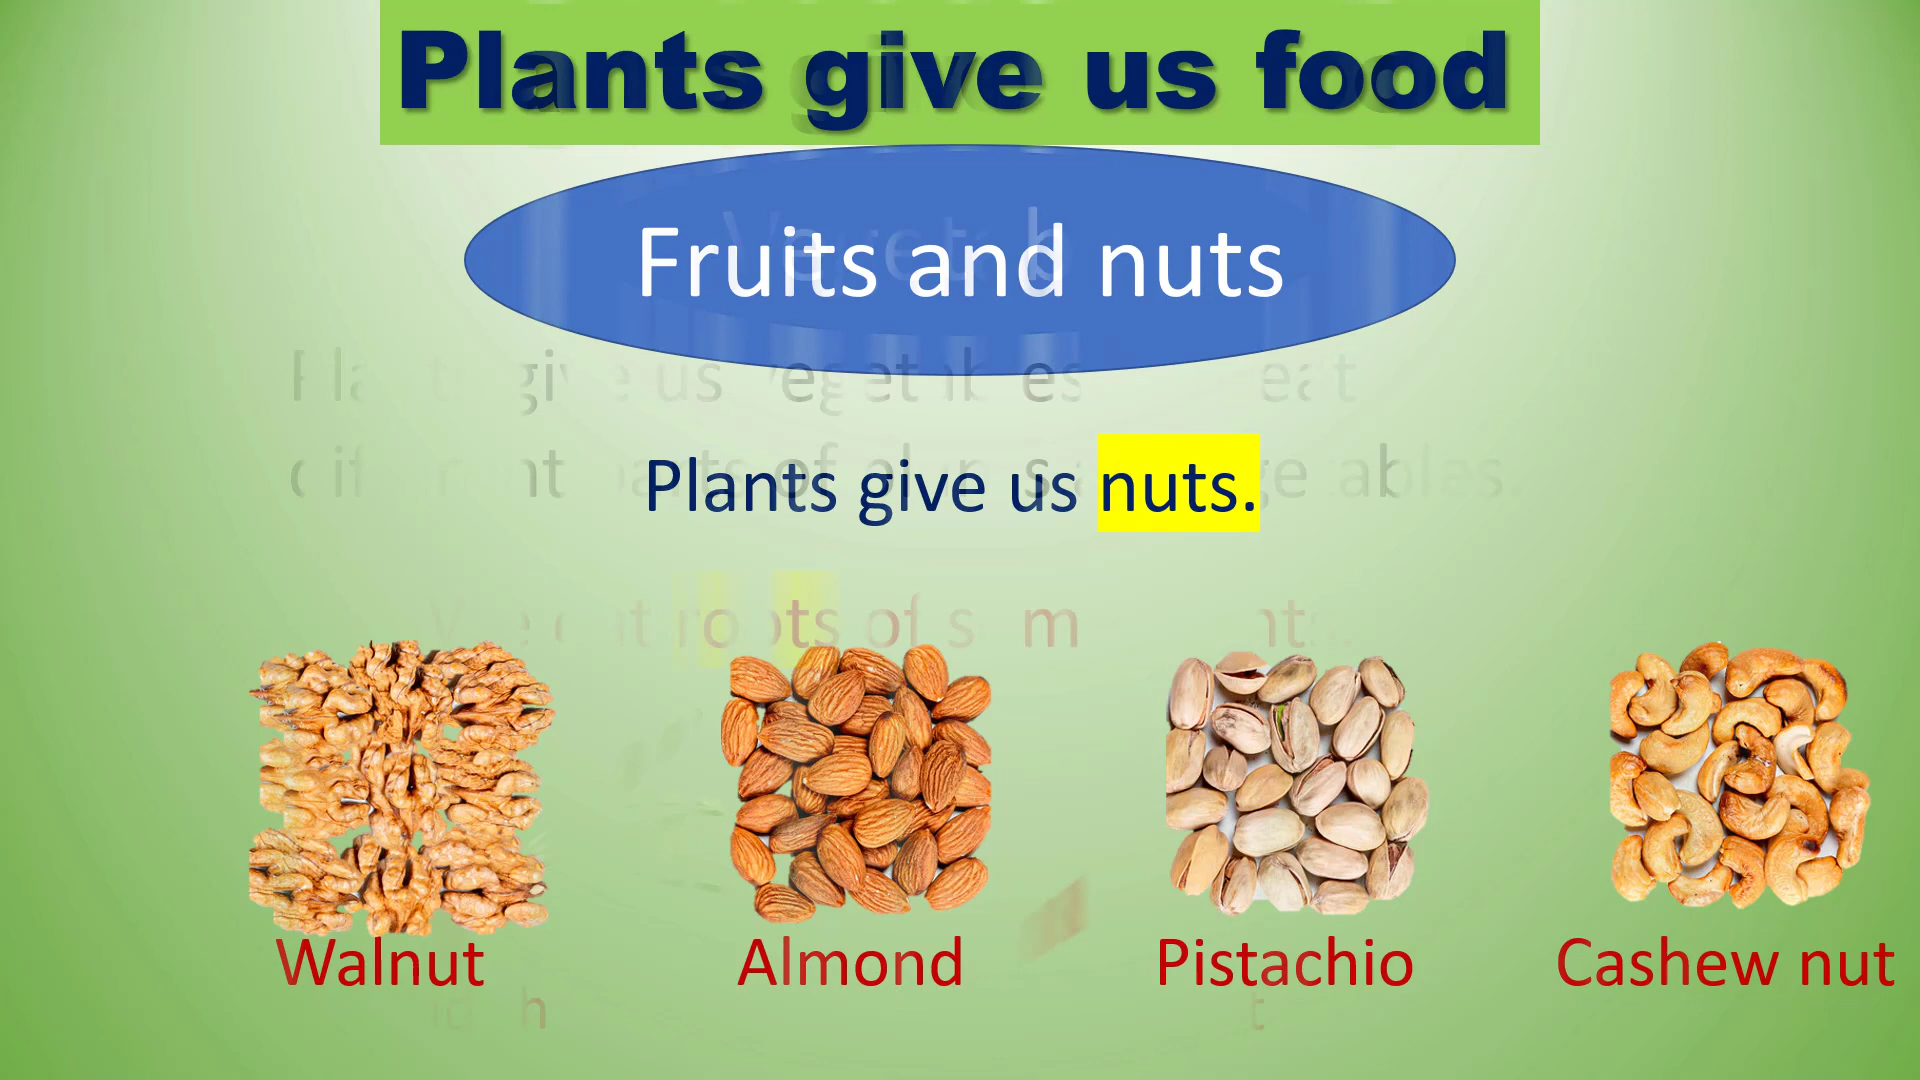 Plants give us food
Fruits and nuts
Plants give us nuts.
Walnut
Almond
Pistachio
Cashew nut